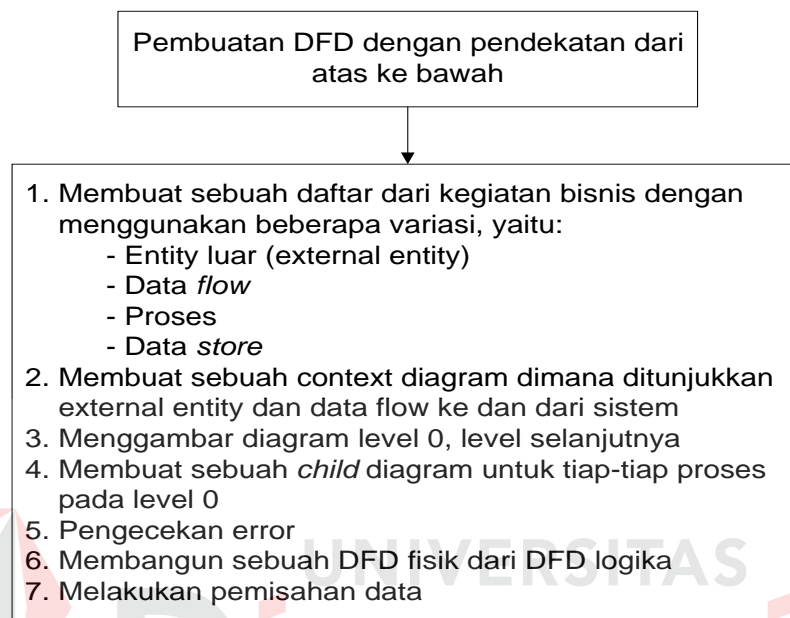 Pembuatan DFD dengan pendekatan dari
atas ke bawah
1. Membuat sebuah daftar dari kegiatan bisnis dengan
menggunakan beberapa variasi, yaitu:
- Entity luar (external entity)
- Data flow
- Proses
- Data store
2. Membuat sebuah context diagram dimana ditunjukkan
external entity dan data flow ke dan dari sistem
3. Menggambar diagram level 0, level selanjutnya
4. Membuat sebuah child diagram untuk tiap-tiap proses
pada level 0
5. Pengecekan error
UNIVERSITAS
6. Membangun sebuah DFD fisik dari DFD logika
7. Melakukan pemisahan data